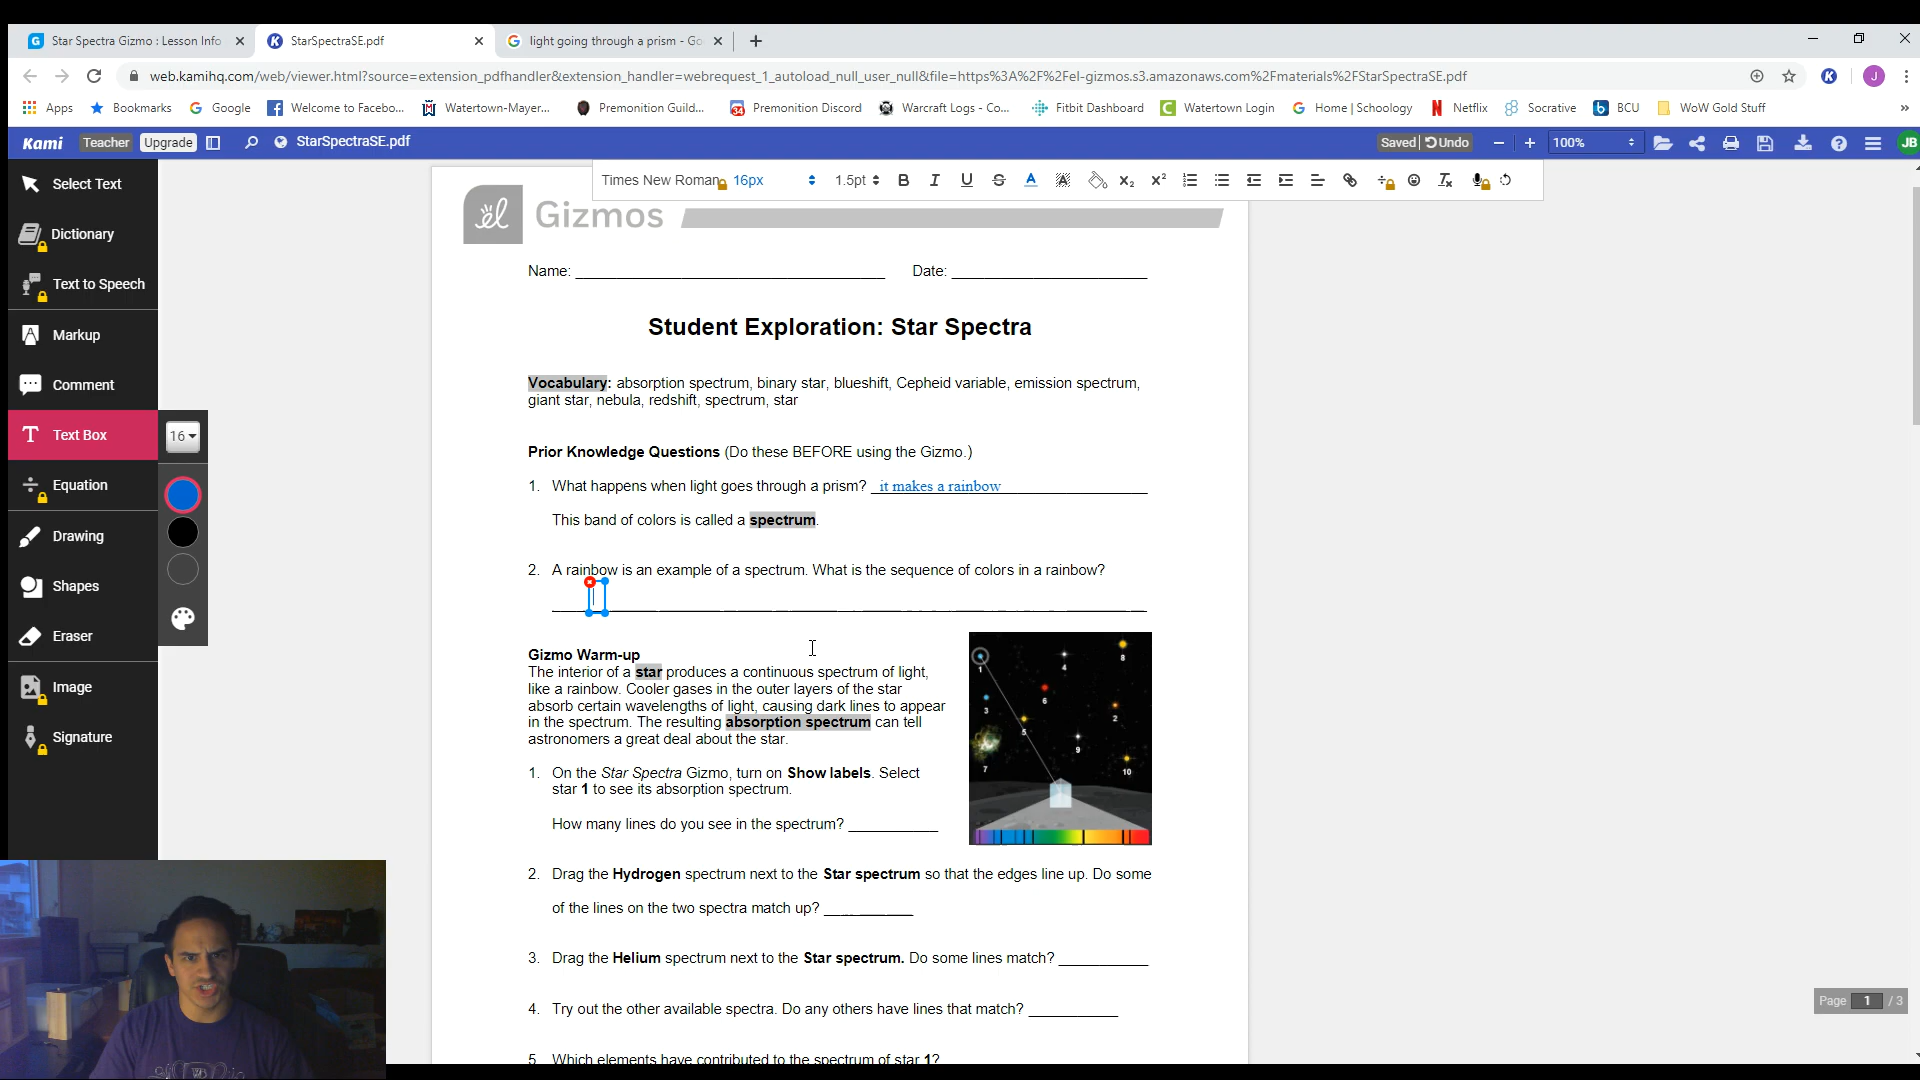 Star Spectra Gizmo : Lesson Info
StarSpectraSE.pdf
light going through a prism - Go
web.kamihq.com/web/viewer.html?source=extension_pdfhandler&extension_handler=webrequest_1_autoload_null_user_null&file=https%3A%2F%2Fel-gizmos.s3.amazonaws.com%2Fmaterials%2FStarSpectraSE.pdf
Apps Bookmarks Google Welcome to Facebo... Watertown-Mayer... Premonition Guild... Premonition Discord Warcraft Logs - Co... Fitbit Dashboard Watertown Login Home | Schoology Netflix Socrative BCU WoW Gold Stuff »
Kami Teacher Upgrade StarSpectraSE.pdf Saved Undo 100% JB
Times New Roman 16px 1.5pt
Select Text
Dictionary
Text to Speech
Markup
Comment
Text Box
16
Equation
Drawing
Shapes
Eraser
Image
Signature
el Gizmos
Name: Date:
Student Exploration: Star Spectra
Vocabulary: absorption spectrum, binary star, blueshift, Cepheid variable, emission spectrum,
giant star, nebula, redshift, spectrum, star
Prior Knowledge Questions (Do these BEFORE using the Gizmo.)
1. What happens when light goes through a prism? it makes a rainbow
This band of colors is called a spectrum.
2. A rainbow is an example of a spectrum. What is the sequence of colors in a rainbow?
Gizmo Warm-up
The interior of a star produces a continuous spectrum of light,
like a rainbow. Cooler gases in the outer layers of the star
absorb certain wavelengths of light, causing dark lines to appear
in the spectrum. The resulting absorption spectrum can tell
astronomers a great deal about the star.
1. On the Star Spectra Gizmo, turn on Show labels. Select
star 1 to see its absorption spectrum.
How many lines do you see in the spectrum?
1
4
8
3
6
2
5
9
7
10
2. Drag the Hydrogen spectrum next to the Star spectrum so that the edges line up. Do some
of the lines on the two spectra match up?
3. Drag the Helium spectrum next to the Star spectrum. Do some lines match?
4. Try out the other available spectra. Do any others have lines that match?
5. Which elements have contributed to the spectrum of star 1?
Page 1 / 3